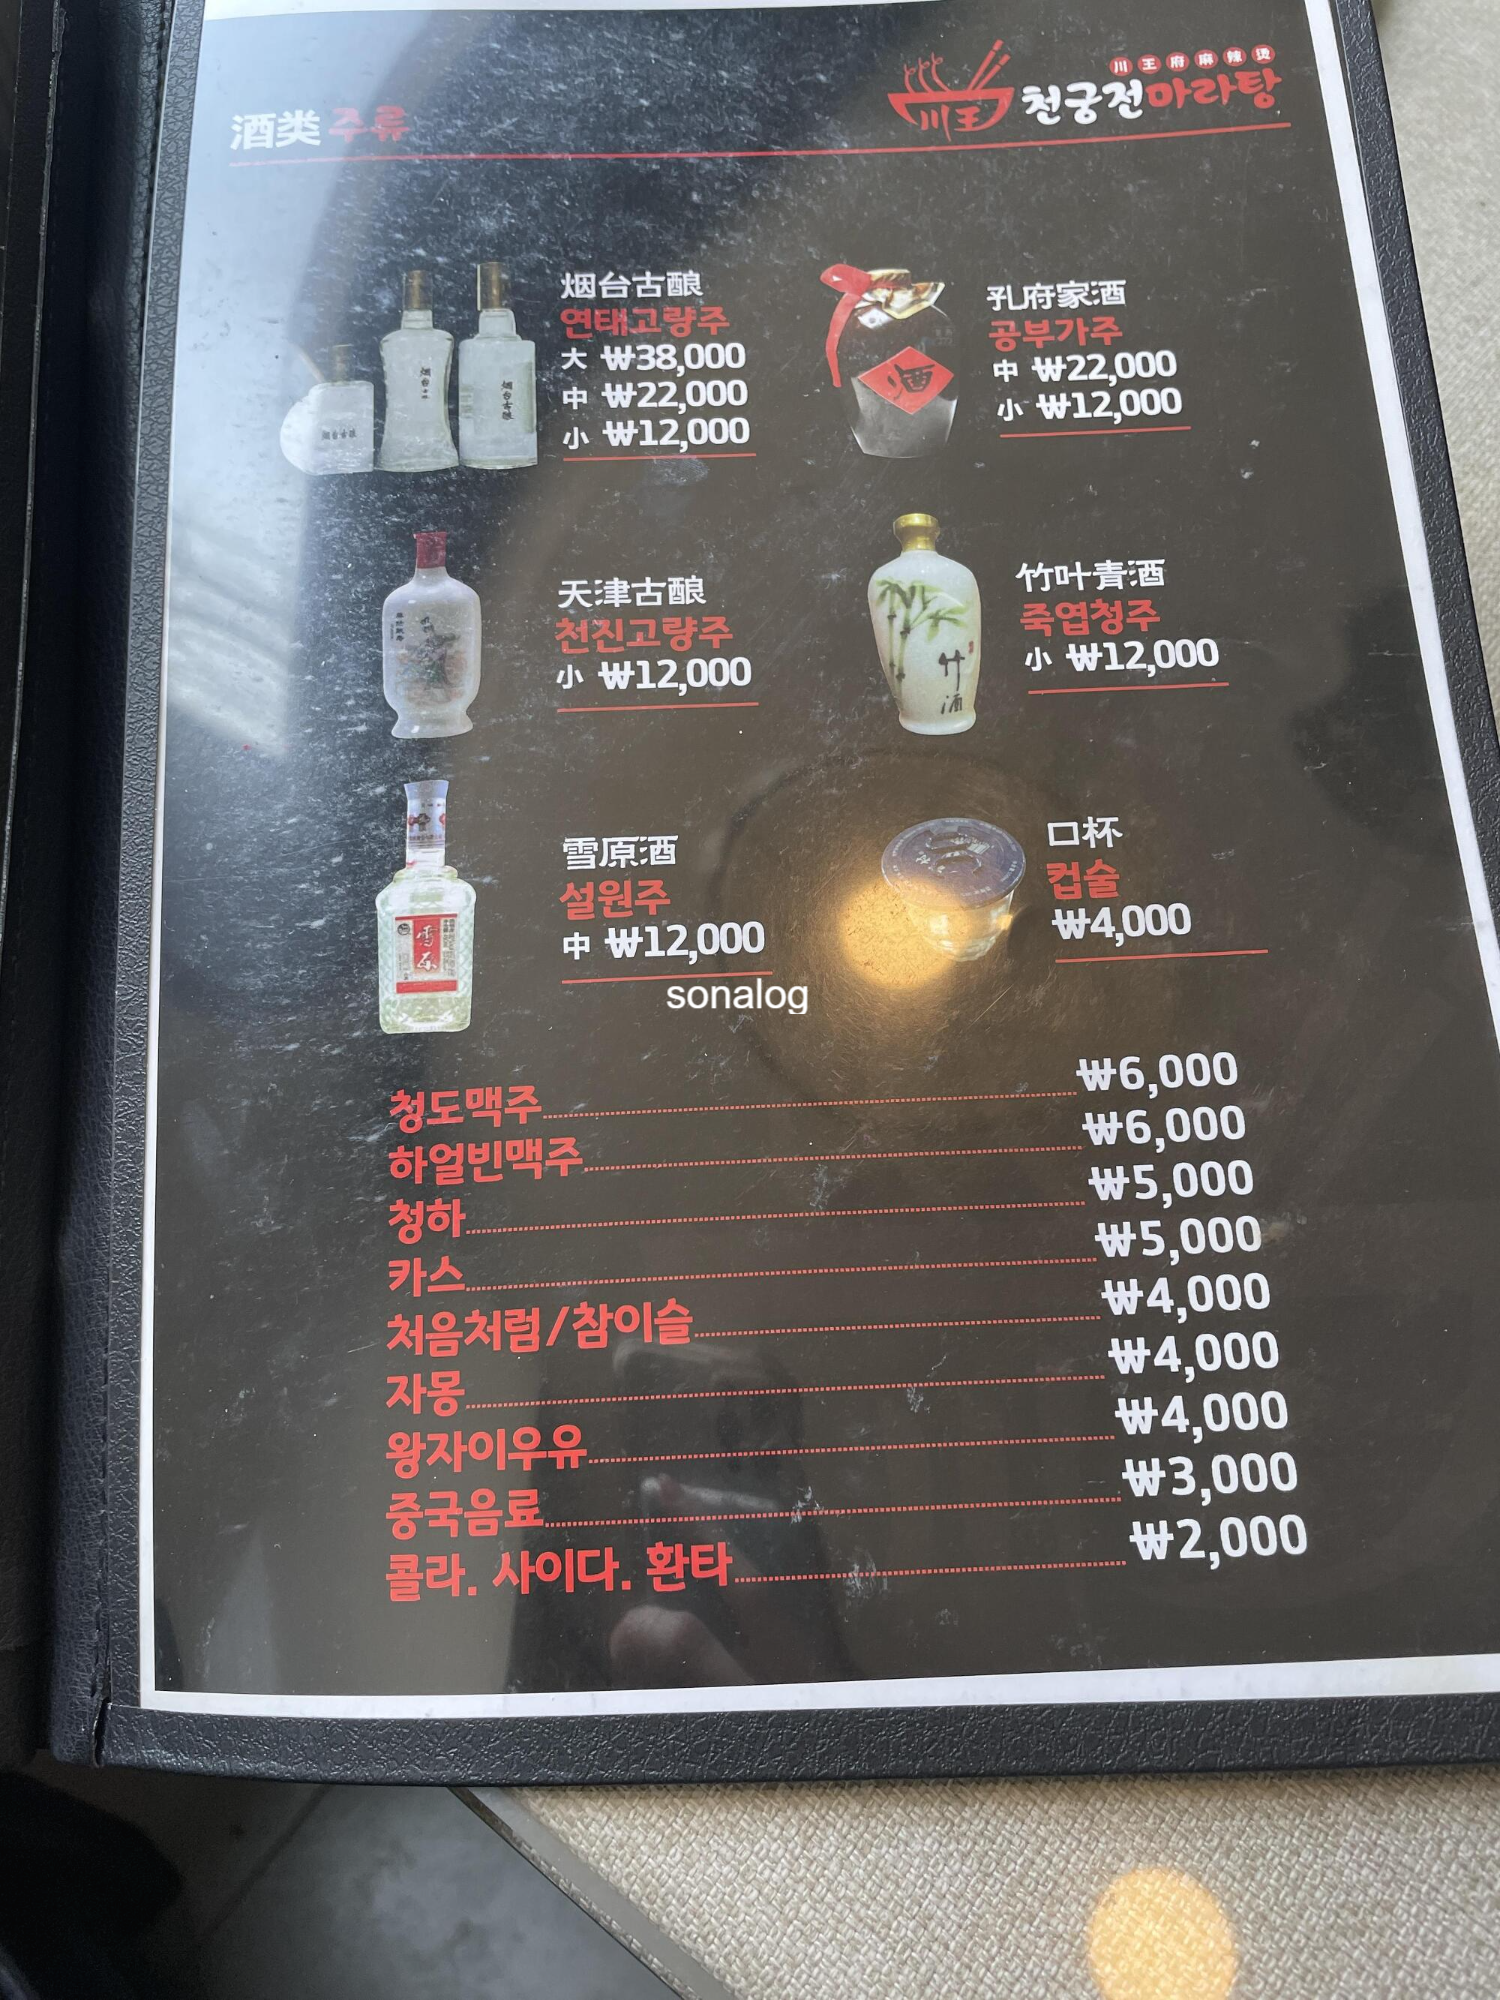 酒类 주류
川王府麻辣烫
川王 천궁전마라탕
烟台古酿
연태고량주
大 ₩38,000
中 ₩22,000
小 ₩12,000
孔府家酒
공부가주
中 ₩22,000
小 ₩12,000
酒
天津古酿
천진고량주
小 ₩12,000
竹叶青酒
죽엽청주
小 ₩12,000
竹
酒
雪原酒
설원주
中 ₩12,000
口杯
컵술
₩4,000
sonalog
청도맥주 ₩6,000
하얼빈맥주 ₩6,000
청하 ₩5,000
카스 ₩5,000
처음처럼/참이슬 ₩4,000
자몽 ₩4,000
왕자이우유 ₩4,000
중국음료 ₩3,000
콜라. 사이다. 환타 ₩2,000